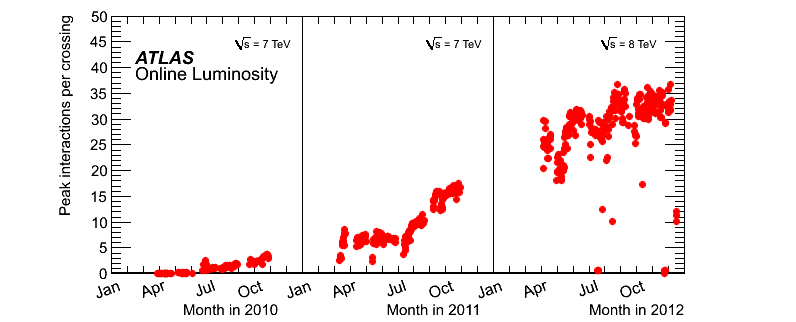 Peak interactions per crossing
50
45
40
35
30
25
20
15
10
5
0
ATLAS
Online Luminosity
√s = 7 TeV
√s = 7 TeV
√s = 8 TeV
Jan Apr Jul Oct Jan Apr Jul Oct Jan Apr Jul Oct
Month in 2010 Month in 2011 Month in 2012